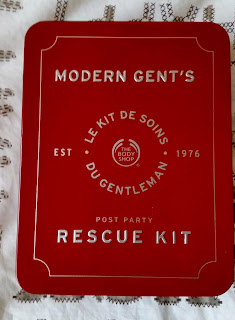 MODERN GENT'S
LE KIT DE SOINS
EST
THE
BODY
SHOP
1976
DU GENTLEMAN
POST PARTY
RESCUE KIT